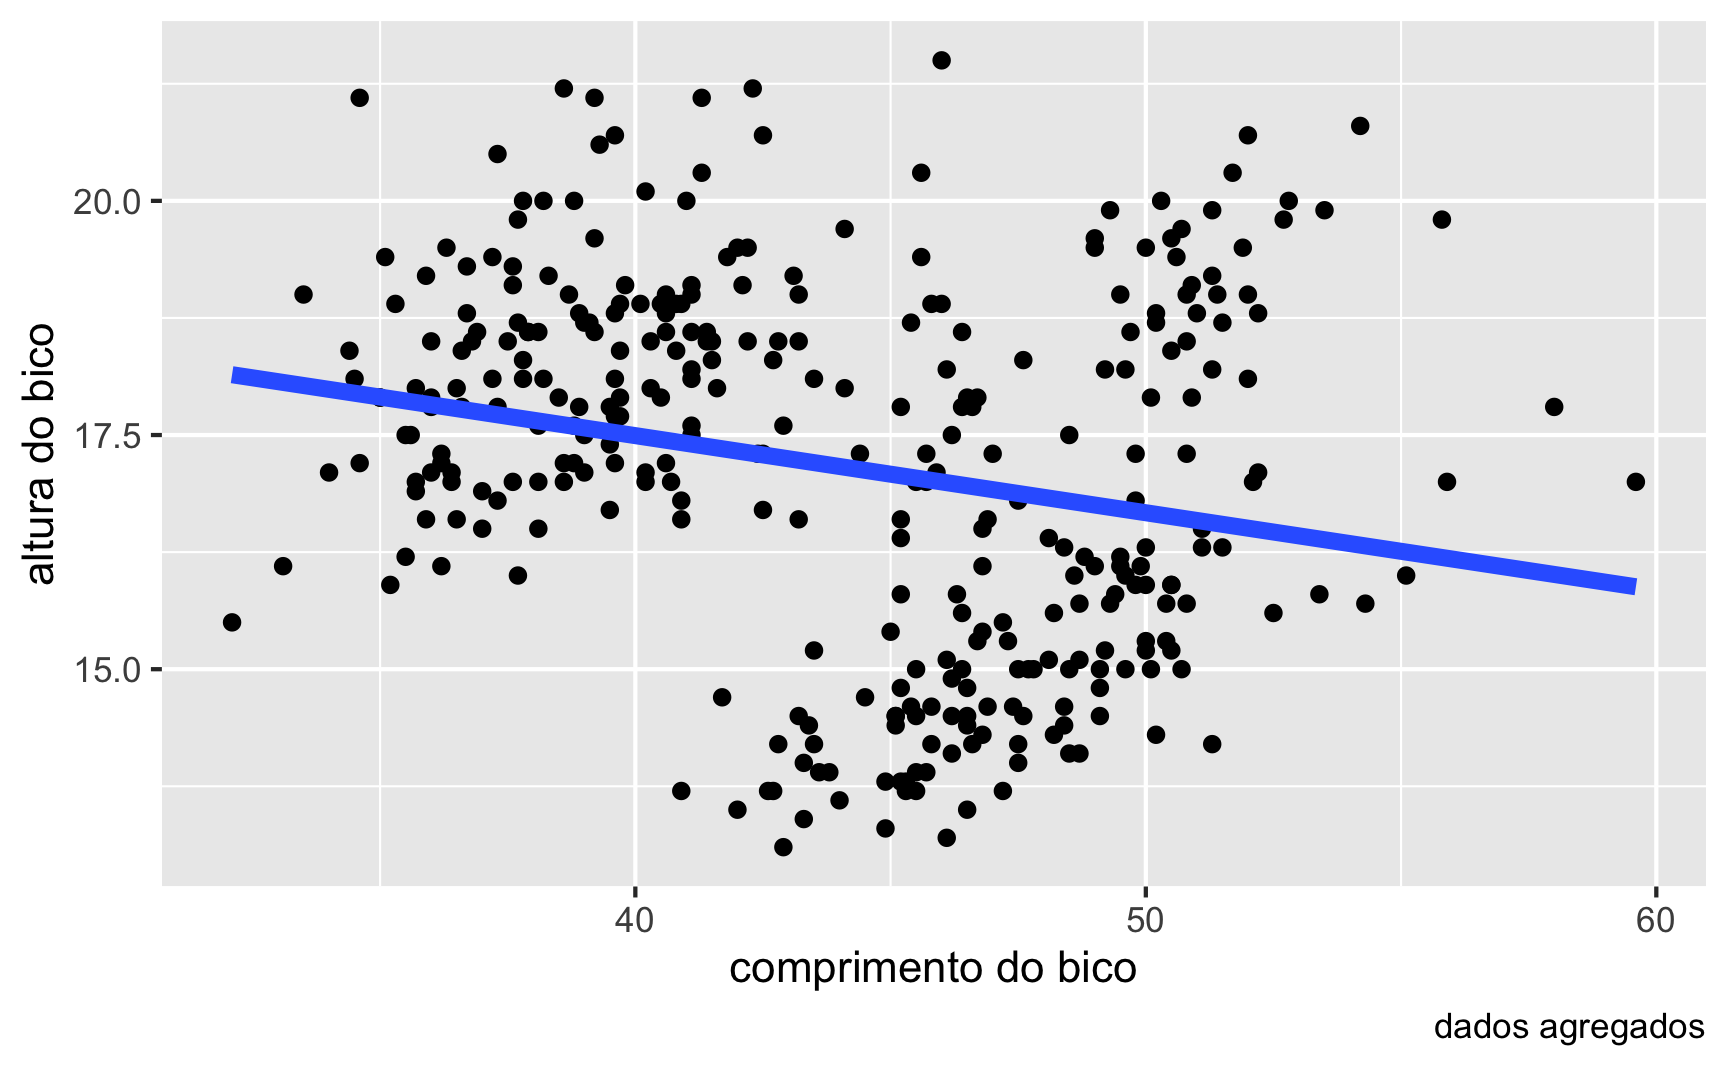 altura do bico
20.0
17.5
15.0
40 50 60
comprimento do bico
dados agregados